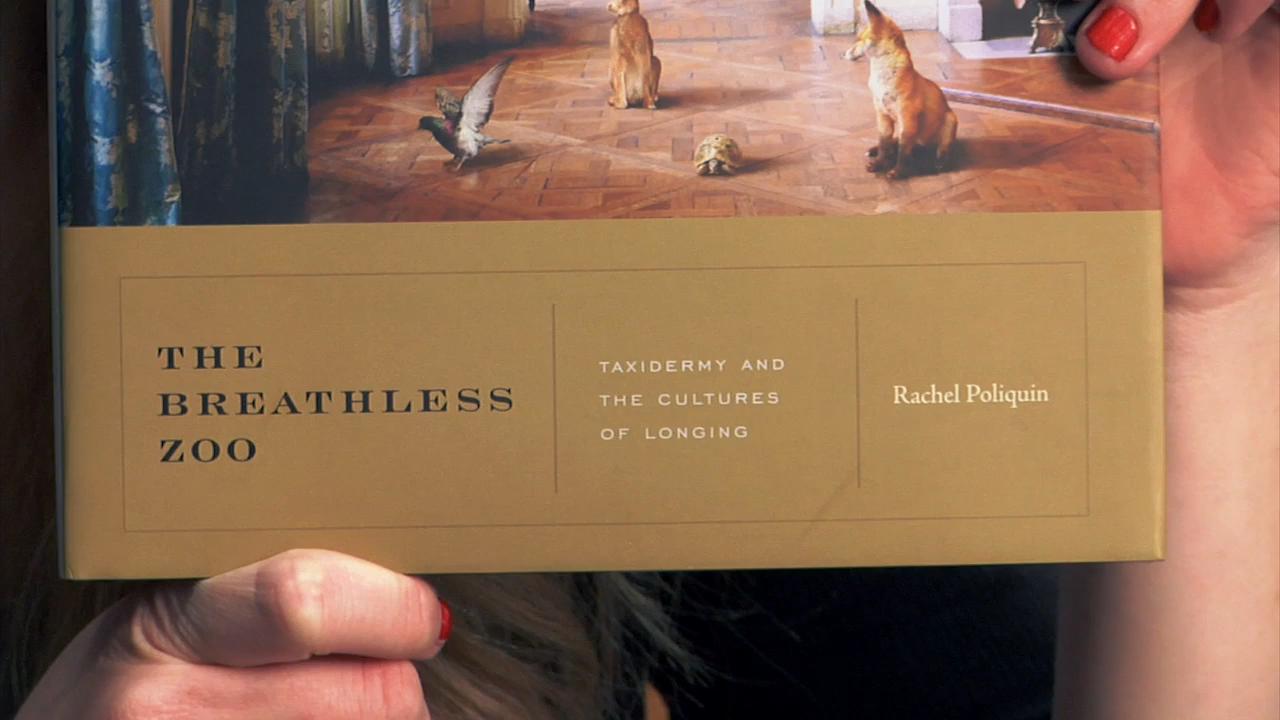 THE
BREATHLESS
ZOO
TAXIDERMY AND
THE CULTURES
OF LONGING
Rachel Poliquin